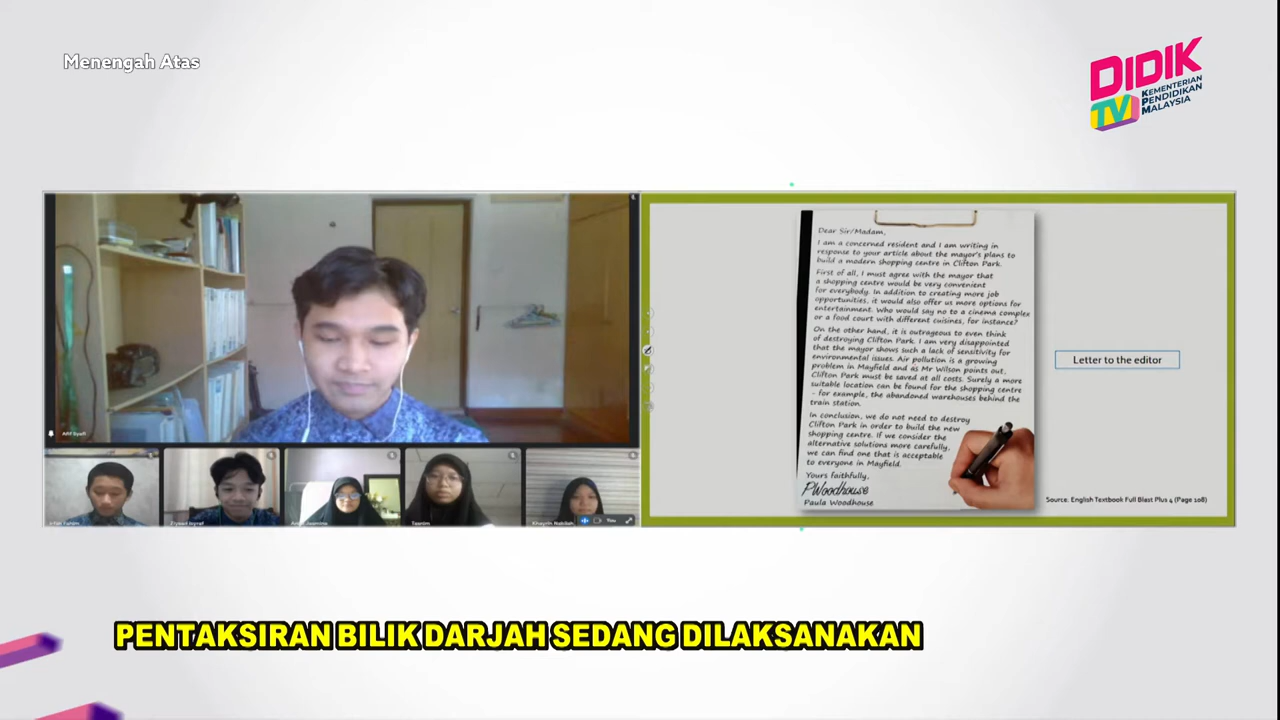 Menengah Atas
DIDIK
TV
KEMENTERIAN
PENDIDIKAN
MALAYSIA
Dear Sir/Madam,
I am a concerned resident and I am writing in
response to your article about the mayor's plans to
build a modern shopping centre in Clifton Park.
First of all, I must agree with the mayor that
a shopping centre would be very convenient
for everybody. In addition to creating more job
opportunities, it would also offer us more options for
entertainment. Who would say no to a cinema complex
or a food court with different cuisines, for instance?
On the other hand, it is outrageous to even think
of destroying Clifton Park. I am very disappointed
that the mayor shows such a lack of sensitivity for
environmental issues. Air pollution is a growing
problem in Mayfield and as Mr Wilson points out,
Clifton Park must be saved at all costs. Surely a more
suitable location can be found for the shopping centre
- for example, the abandoned warehouses behind the
train station.
In conclusion, we do not need to destroy
Clifton Park in order to build the new
shopping centre. If we consider the
alternative solutions more carefully,
we can find one that is acceptable
to everyone in Mayfield.
Yours faithfully,
PWoodhouse
Paula Woodhouse
Letter to the editor
Source: English Textbook Full Blast Plus 4 (Page 108)
Arif Syafi
Tasnim
Khayrin Nabilah
You
PENTAKSIRAN BILIK DARJAH SEDANG DILAKSANAKAN